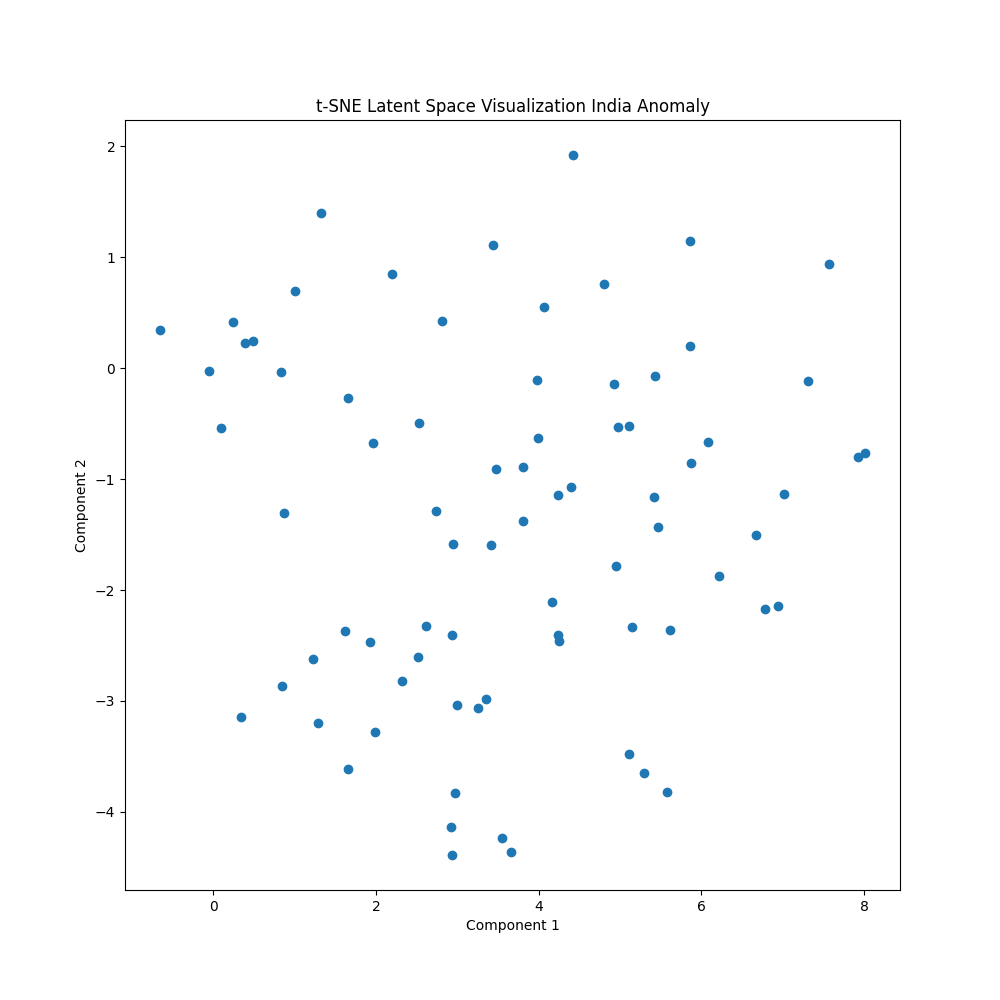 t-SNE Latent Space Visualization India Anomaly
2
1
0
−1
−2
−3
−4
Component 2
0 2 4 6 8
Component 1